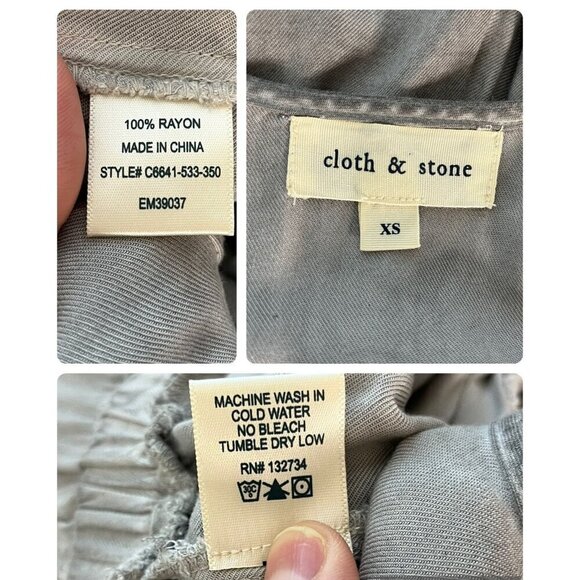 100% RAYON
MADE IN CHINA
STYLE# C6641-533-350
EM39037
cloth & stone
XS
MACHINE WASH IN
COLD WATER
NO BLEACH
TUMBLE DRY LOW
RN# 132734
30C